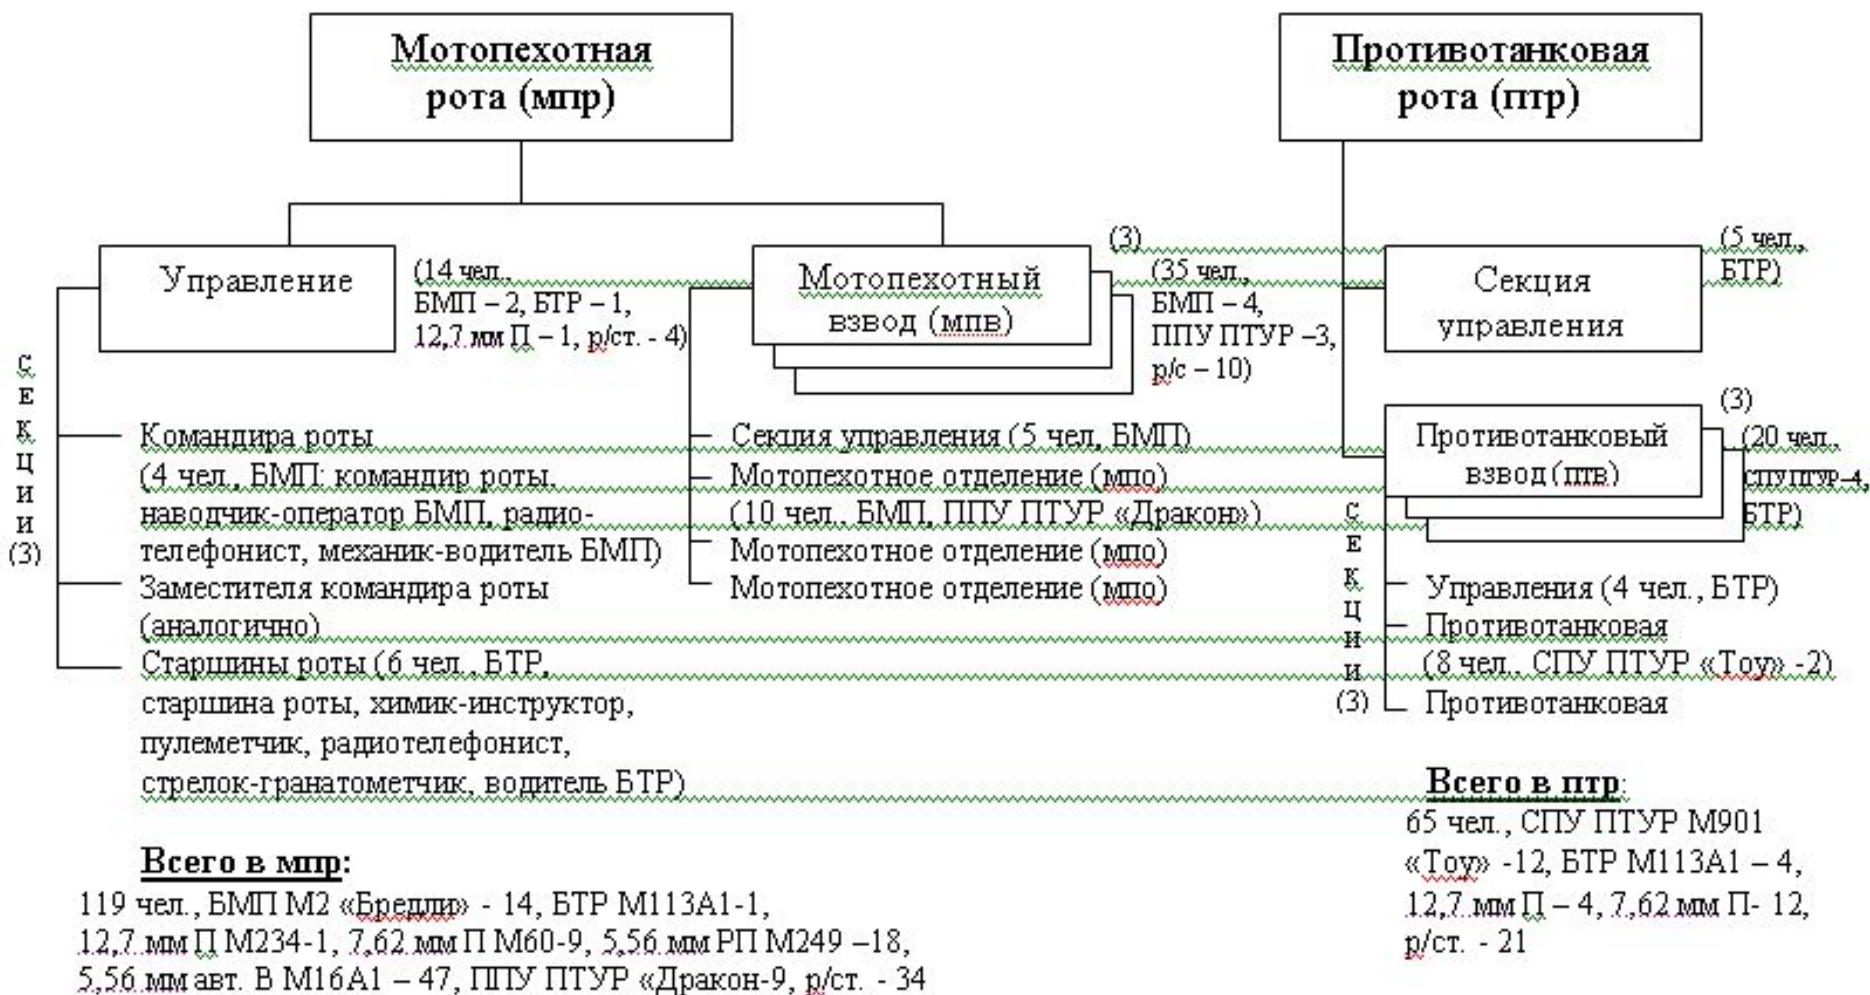 Мотопехотная
рота (мпр)
Противотанковая
рота (птр)
Управление
(14 чел.,
БМП – 2, БТР – 1,
12,7 мм П – 1, р/ст. - 4)
(3)
Мотопехотный
взвод (мпв)
(35 чел.,
БМП – 4,
ППУ ПТУР –3,
р/с – 10)
Секция
управления
(5 чел.,
БТР)
СЕКЦИИ
(3)
Командира роты
(4 чел., БМП: командир роты,
наводчик-оператор БМП, радио-
телефонист, механик-водитель БМП)
Заместителя командира роты
(аналогично)
Старшины роты (6 чел., БТР,
старшина роты, химик-инструктор,
пулеметчик, радиотелефонист,
стрелок-гранатометчик, водитель БТР)
Секция управления (5 чел, БМП)
Мотопехотное отделение (мпо)
(10 чел., БМП, ППУ ПТУР «Дракон»)
Мотопехотное отделение (мпо)
Мотопехотное отделение (мпо)
(3)
Противотанковый
взвод (птв)
(20 чел.,
СПУ ПТУР–4,
БТР)
СЕКЦИИ
(3)
Управления (4 чел., БТР)
Противотанковая
(8 чел., СПУ ПТУР «Тоу» -2)
Противотанковая
Всего в мпр:
119 чел., БМП М2 «Бредли» - 14, БТР М113А1-1,
12,7 мм П М234-1, 7,62 мм П М60-9, 5,56 мм РП М249 –18,
5,56 мм авт. В М16А1 – 47, ППУ ПТУР «Дракон-9, р/ст. - 34
Всего в птр:
65 чел., СПУ ПТУР М901
«Тоу» -12, БТР М113А1 – 4,
12,7 мм П – 4, 7,62 мм П- 12,
р/ст. - 21